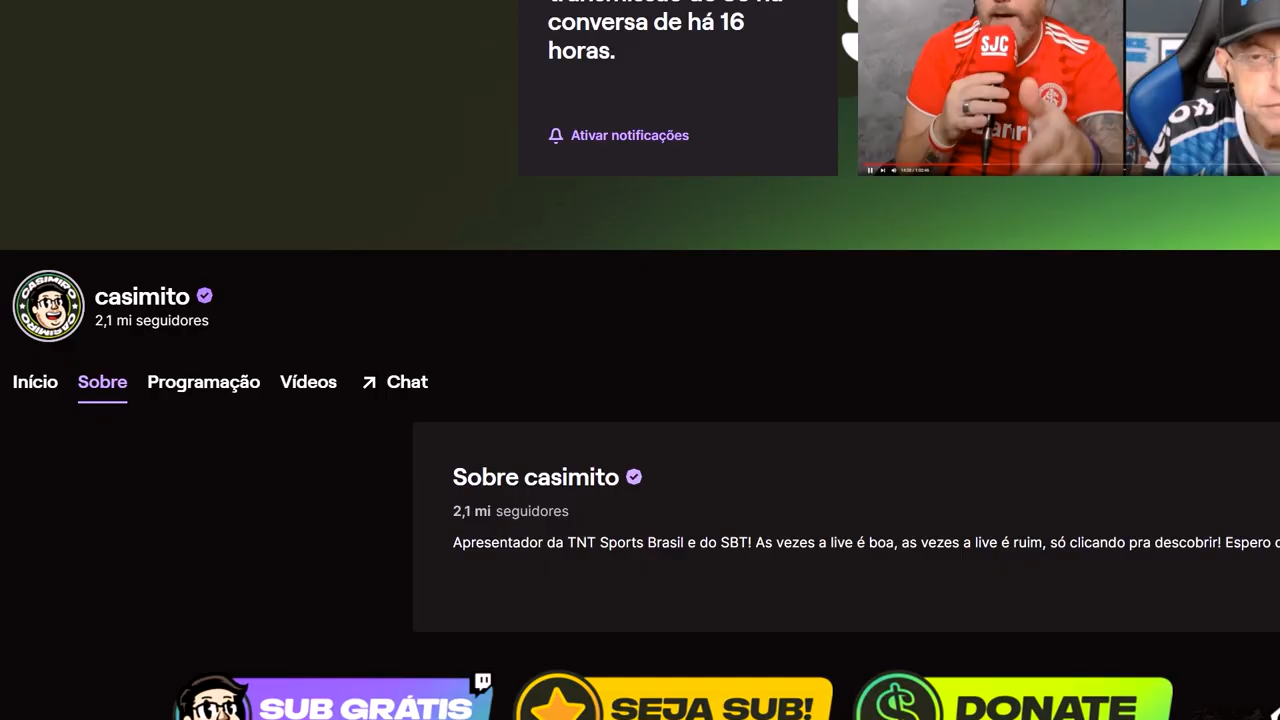 conversa de há 16
horas.
Ativar notificações
SJC
CASIMIRO
CASIMIRO
casimito
2,1 mi seguidores
Início Sobre Programação Vídeos Chat
Sobre casimito
2,1 mi seguidores
Apresentador da TNT Sports Brasil e do SBT! As vezes a live é boa, as vezes a live é ruim, só clicando pra descobrir! Espero
SUB GRÁTIS SEJA SUB! DONATE